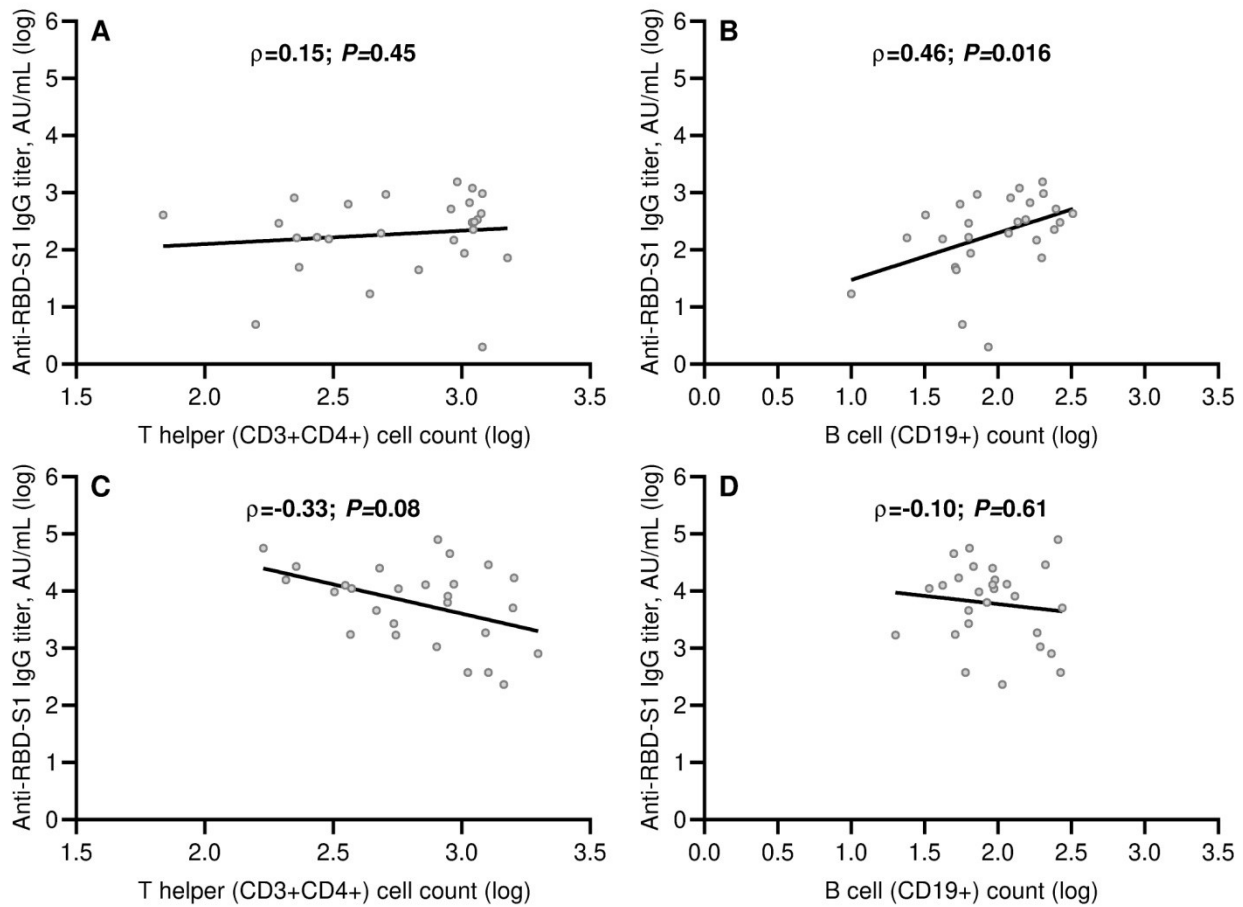 A
ρ=0.15; P=0.45
Anti-RBD-S1 IgG titer, AU/mL (log)
6
5
4
3
2
1
0
1.5 2.0 2.5 3.0 3.5
T helper (CD3+CD4+) cell count (log)
B
ρ=0.46; P=0.016
Anti-RBD-S1 IgG titer, AU/mL (log)
6
5
4
3
2
1
0
0.0 0.5 1.0 1.5 2.0 2.5 3.0 3.5
B cell (CD19+) count (log)
C
ρ=-0.33; P=0.08
Anti-RBD-S1 IgG titer, AU/mL (log)
6
5
4
3
2
1
0
1.5 2.0 2.5 3.0 3.5
T helper (CD3+CD4+) cell count (log)
D
ρ=-0.10; P=0.61
Anti-RBD-S1 IgG titer, AU/mL (log)
6
5
4
3
2
1
0
0.0 0.5 1.0 1.5 2.0 2.5 3.0 3.5
B cell (CD19+) count (log)